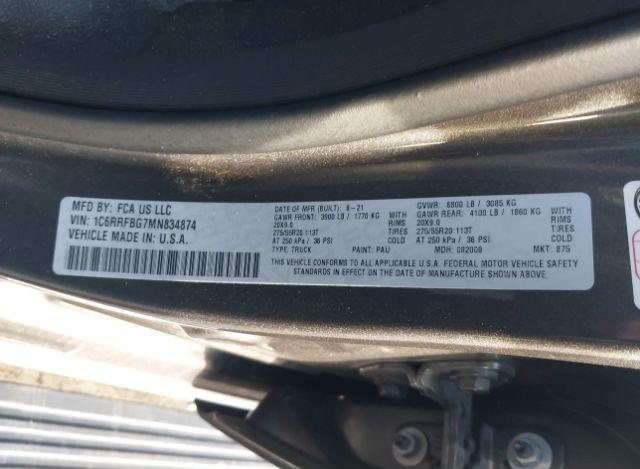 MFD BY: FCA US LLC
VIN: 1C6RRFBG7MN834874
VEHICLE MADE IN: U.S.A.
DATE OF MFR (BUILT): 8-21
GAWR FRONT: 3900 LB / 1770 KG
20X9.0
275/55R20 113T
AT 250 kPa / 36 PSI
TYPE: TRUCK
PAINT: PAU
WITH
RIMS
TIRES
GVWR: 6800 LB / 3085 KG
GAWR REAR: 4100 LB / 1860 KG
20X9.0
275/55R20 113T
AT 250 kPa / 36 PSI
MDH: 082008
WITH
RIMS
TIRES
MKT: 875
THIS VEHICLE CONFORMS TO ALL APPLICABLE U.S.A. FEDERAL MOTOR VEHICLE SAFETY
STANDARDS IN EFFECT ON THE DATE OF MANUFACTURE SHOWN ABOVE.